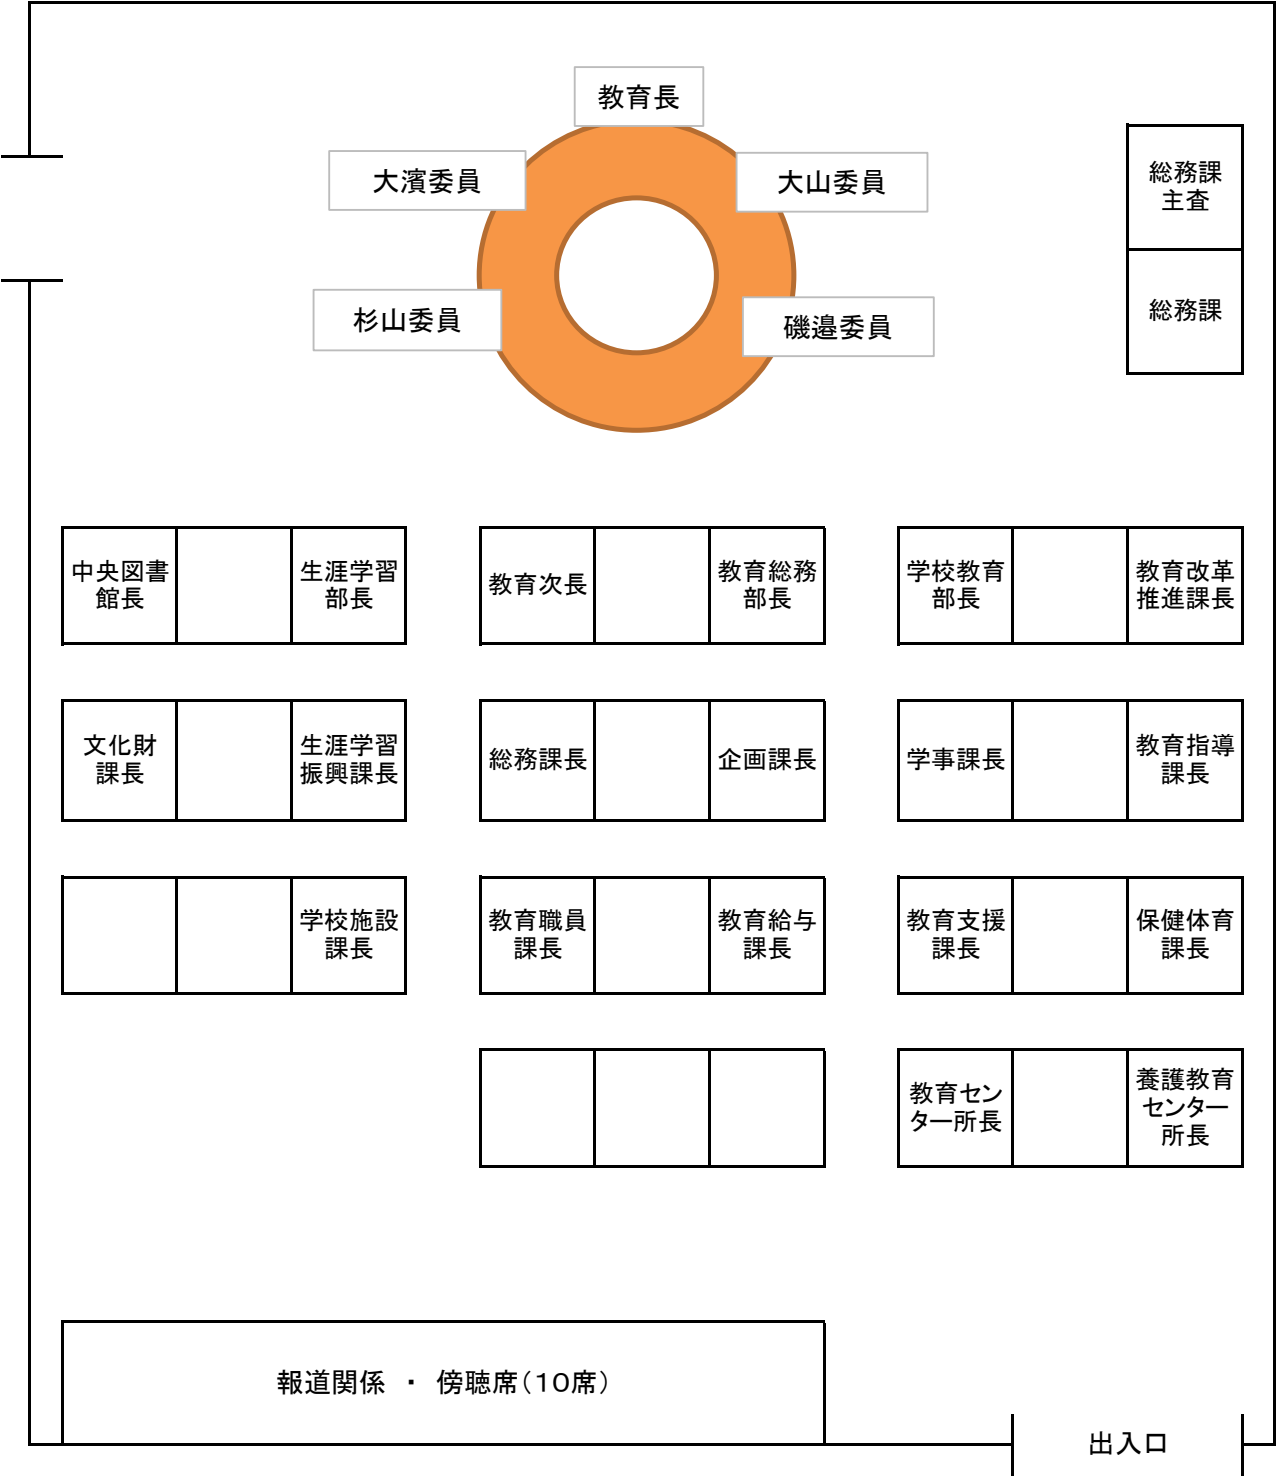 教育長
大濱委員
大山委員
総務課
主査
杉山委員
磯邉委員
総務課
中央図書
館長
生涯学習
部長
教育次長
教育総務
部長
学校教育
部長
教育改革
推進課長
文化財
課長
生涯学習
振興課長
総務課長
企画課長
学事課長
教育指導
課長
学校施設
課長
教育職員
課長
教育給与
課長
教育支援
課長
保健体育
課長
教育セン
ター所長
養護教育
センター
所長
報道関係 ・ 傍聴席（１０席）
出入口